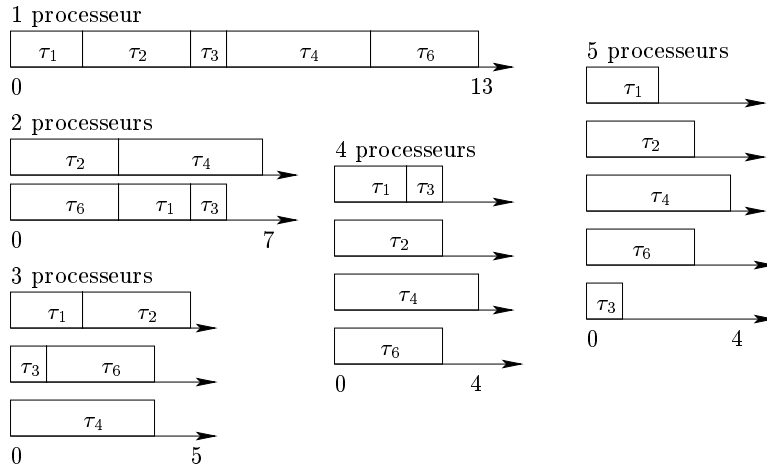 1 processeur
τ1 τ2 τ3 τ4 τ6
0 13
2 processeurs
τ2 τ4
τ6 τ1 τ3
0 7
3 processeurs
τ1 τ2
τ3 τ6
τ4
0 5
4 processeurs
τ1 τ3
τ2
τ4
τ6
0 4
5 processeurs
τ1
τ2
τ4
τ6
τ3
0 4